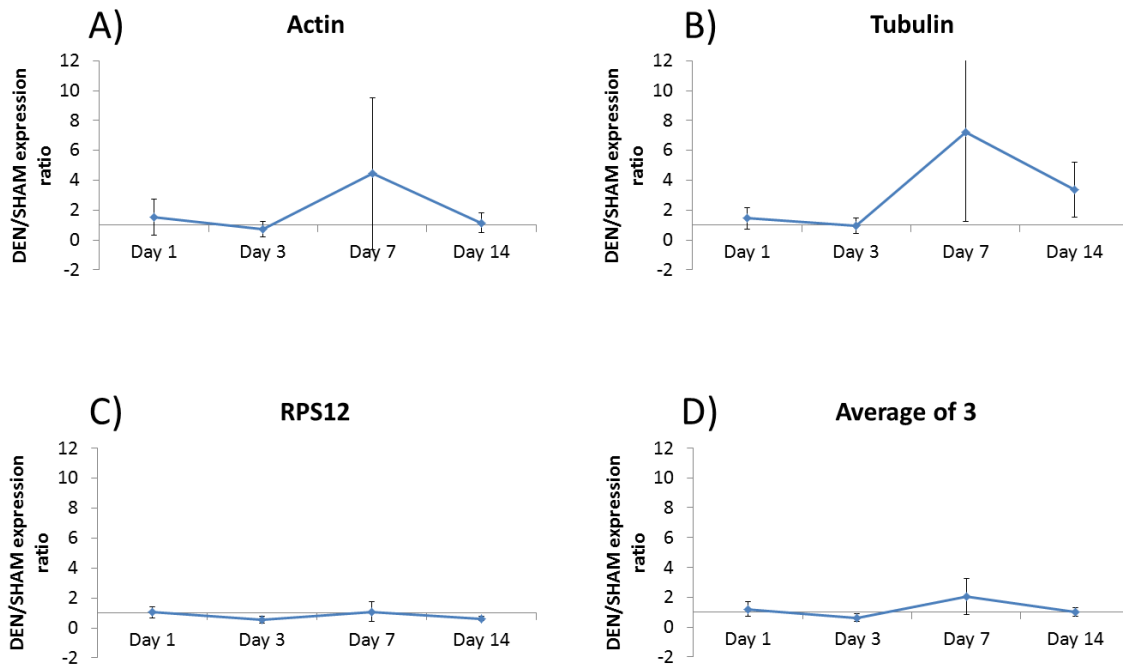 A)
Actin
DEN/SHAM expression
ratio
12
10
8
6
4
2
0
-2
Day 1
Day 3
Day 7
Day 14
B)
Tubulin
DEN/SHAM expression
ratio
12
10
8
6
4
2
0
-2
Day 1
Day 3
Day 7
Day 14
C)
RPS12
DEN/SHAM expression
ratio
12
10
8
6
4
2
0
-2
Day 1
Day 3
Day 7
Day 14
D)
Average of 3
DEN/SHAM expression
ratio
12
10
8
6
4
2
0
-2
Day 1
Day 3
Day 7
Day 14